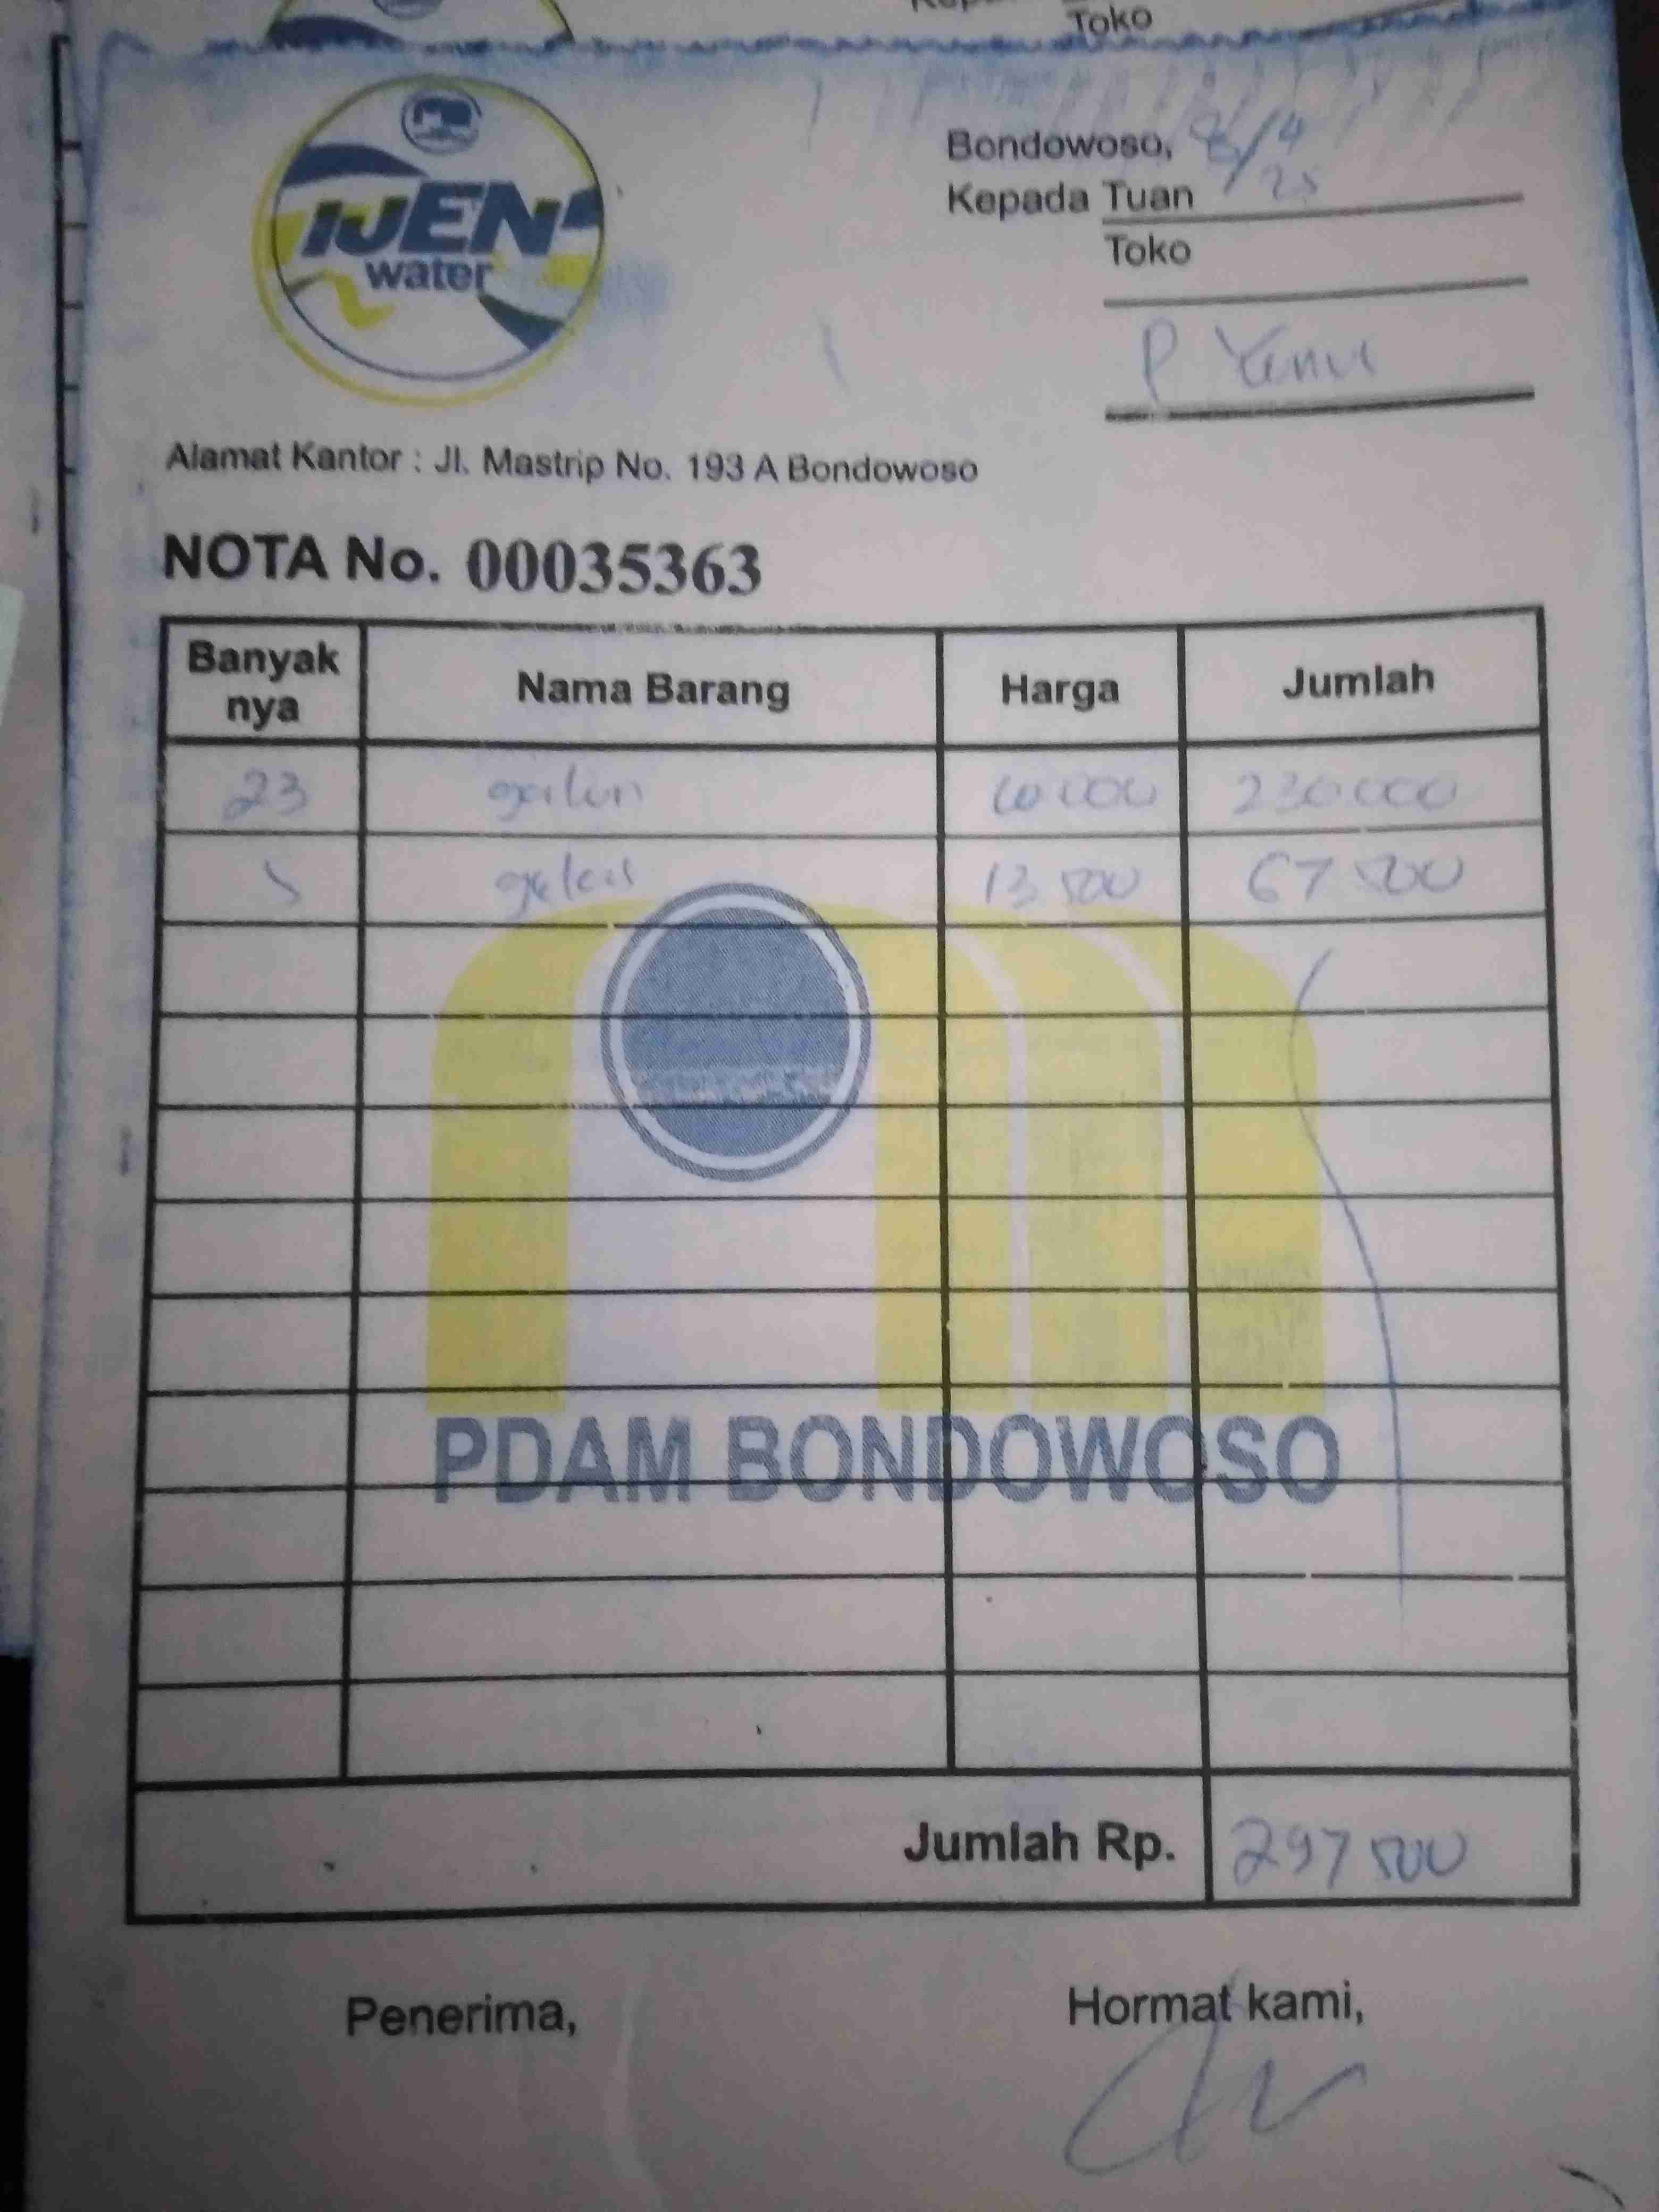 Toko
IJEN
water
Bondowoso, 8/4
25
Kepada Tuan
Toko
P
Alamat Kantor : Jl. Mastrip No. 193 A Bondowoso
NOTA No. 00035363
Banyak nya Nama Barang Harga Jumlah
23 galon 10 000 230 000
5 gelas 13 500 67 500
PDAM BONDOWOSO
Jumlah Rp. 297 500
Penerima, Hormat kami,